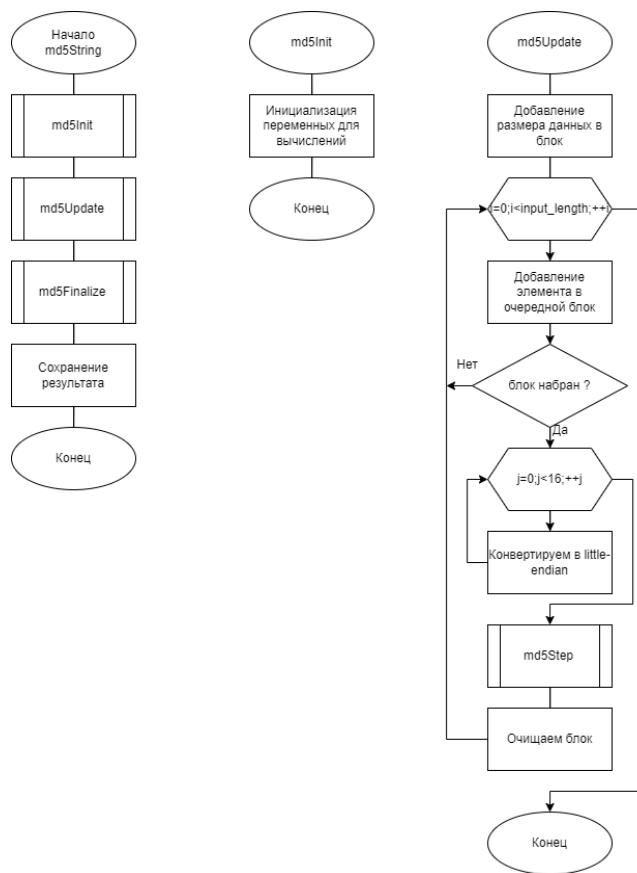 Начало
md5String
md5Init
md5Update
md5Finalize
Сохранение
результата
Конец
md5Init
Инициализация
переменных для
вычислений
Конец
md5Update
Добавление
размера данных в
блок
i=0;i<input_length;++i
Добавление
элемента в
очередной блок
Нет
блок набран ?
Да
j=0;j<16;++j
Конвертируем в little-
endian
md5Step
Очищаем блок
Конец